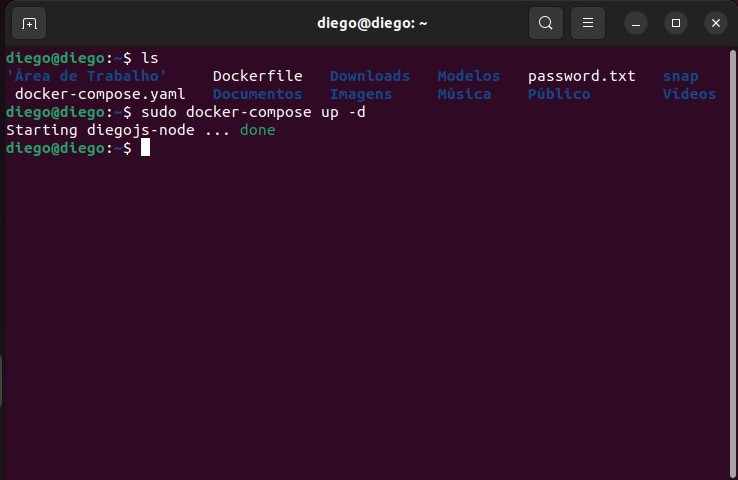 diego@diego: ~
diego@diego:~$ ls
'Área de Trabalho' Dockerfile Downloads Modelos password.txt snap
docker-compose.yaml Documentos Imagens Música Público Vídeos
diego@diego:~$ sudo docker-compose up -d
Starting diegojs-node ... done
diego@diego:~$